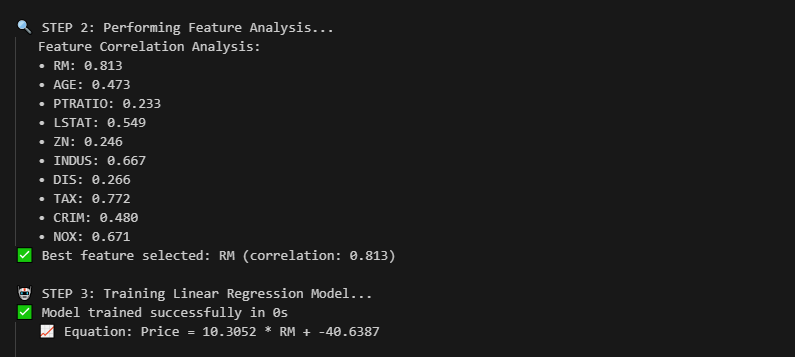 🔍 STEP 2: Performing Feature Analysis...
Feature Correlation Analysis:
• RM: 0.813
• AGE: 0.473
• PTRATIO: 0.233
• LSTAT: 0.549
• ZN: 0.246
• INDUS: 0.667
• DIS: 0.266
• TAX: 0.772
• CRIM: 0.480
• NOX: 0.671
✅ Best feature selected: RM (correlation: 0.813)
🤖 STEP 3: Training Linear Regression Model...
✅ Model trained successfully in 0s
📈 Equation: Price = 10.3052 * RM + -40.6387